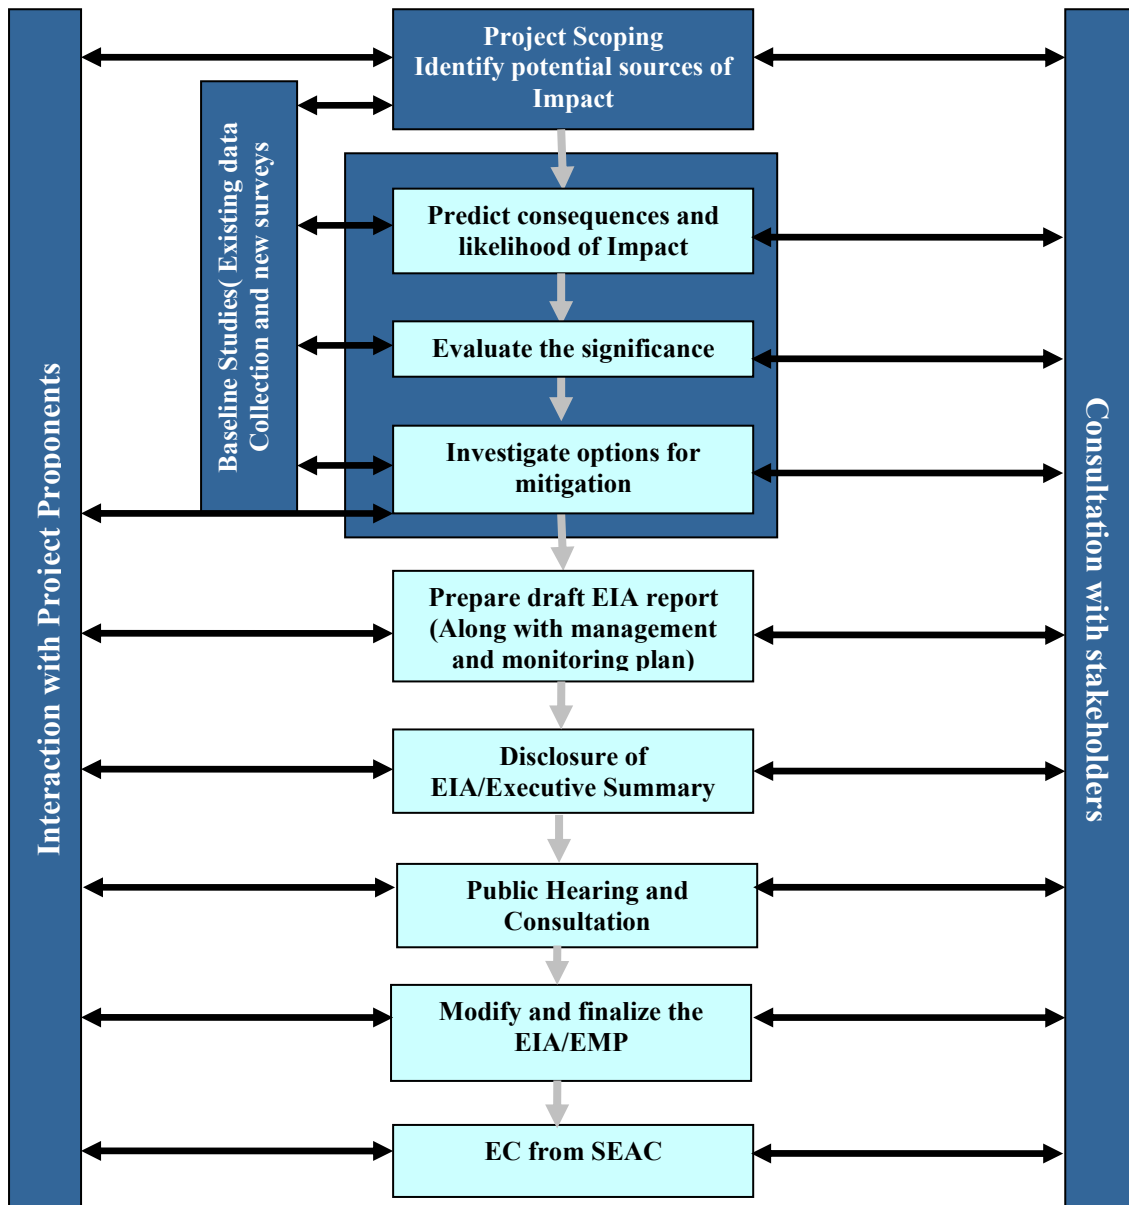 Project Scoping
Identify potential sources of
Impact
Baseline Studies( Existing data
Collection and new surveys
Predict consequences and
likelihood of Impact
Evaluate the significance
Investigate options for
mitigation
Interaction with Project Proponents
Consultation with stakeholders
Prepare draft EIA report
(Along with management
and monitoring plan)
Disclosure of
EIA/Executive Summary
Public Hearing and
Consultation
Modify and finalize the
EIA/EMP
EC from SEAC